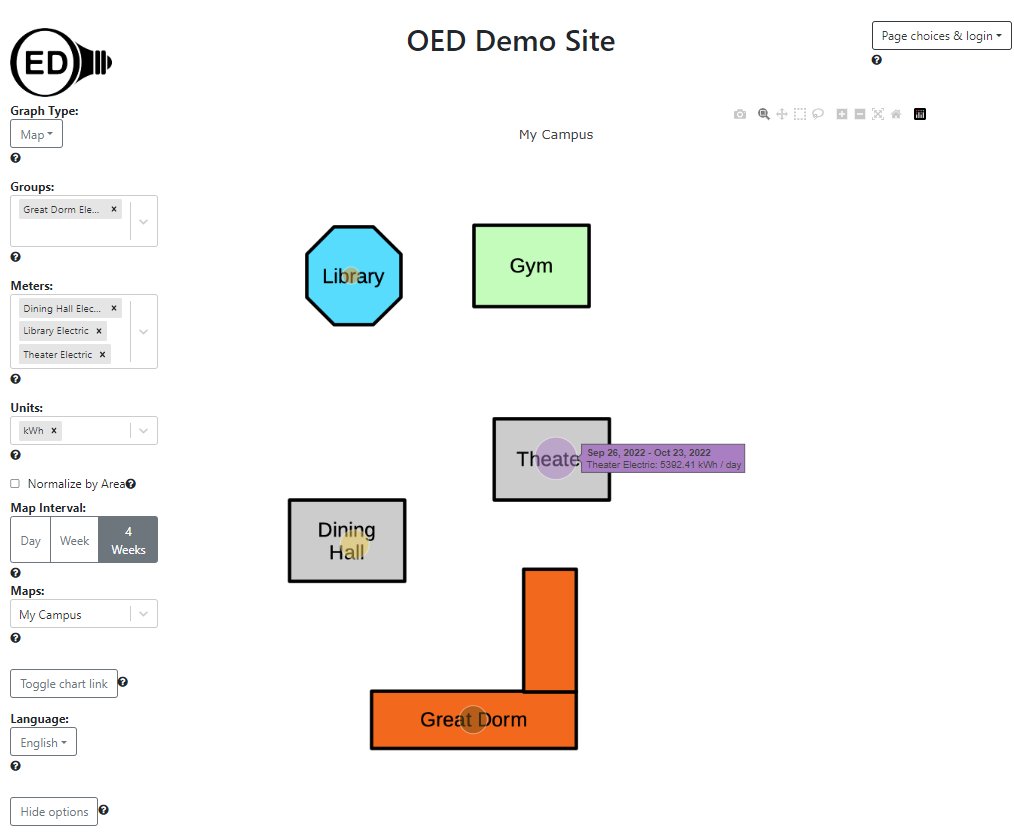 OED Demo Site
Page choices & login
ED
Graph Type:
Map
My Campus
Groups:
Great Dorm Ele... ×
Meters:
Dining Hall Elec... ×
Library Electric ×
Theater Electric ×
Units:
kWh ×
Normalize by Area
Map Interval:
Day
Week
4
Weeks
Maps:
My Campus
Toggle chart link
Language:
English
Hide options
Library
Gym
Theate
Sep 26, 2022 - Oct 23, 2022
Theater Electric: 5392.41 kWh / day
Dining
Hall
Great Dorm